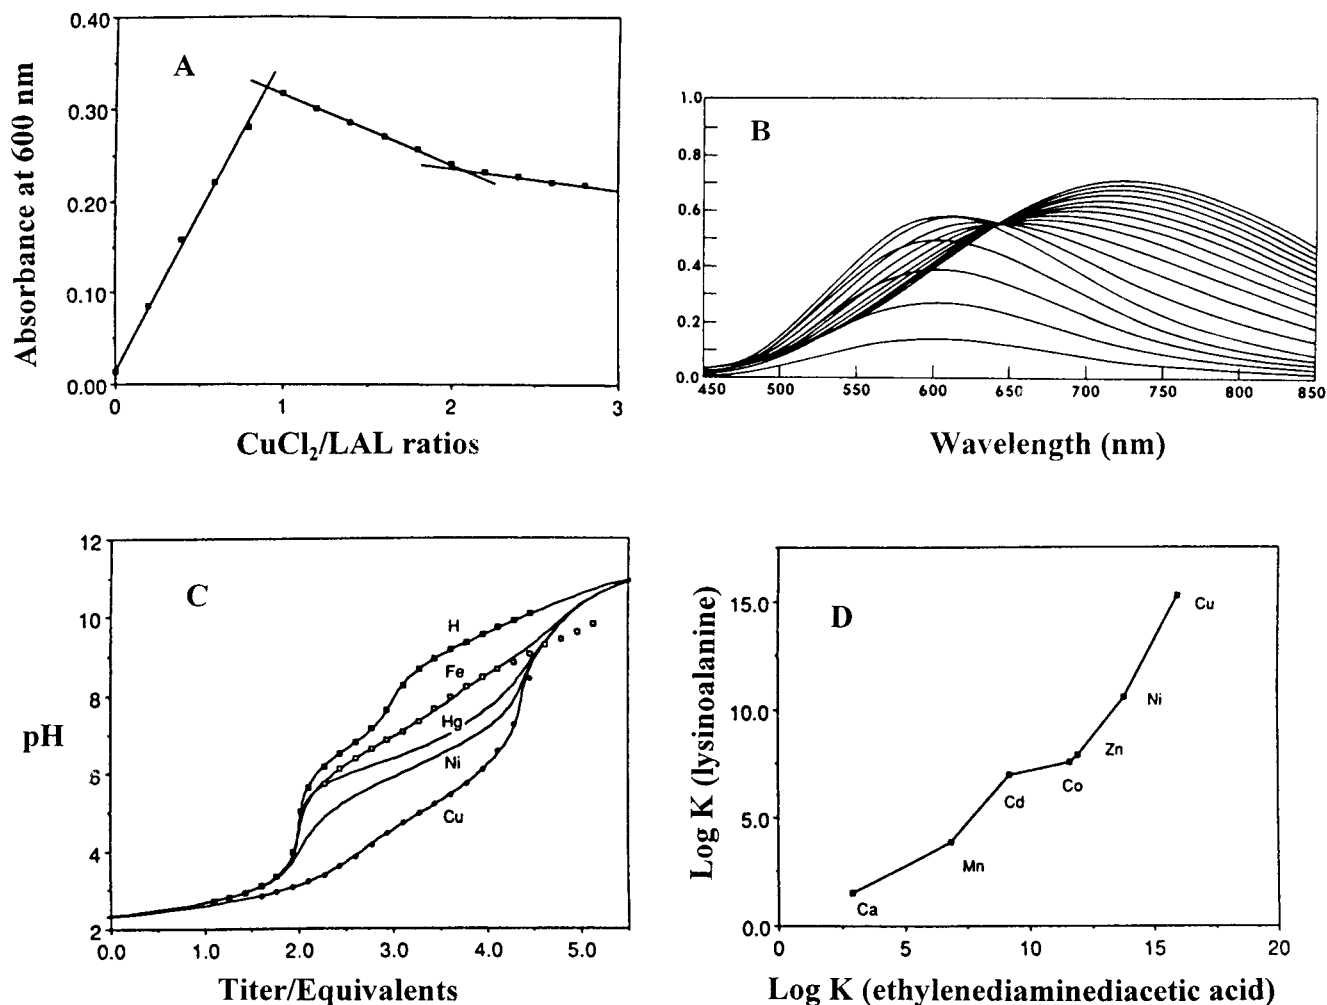 0.40
A
0.30
0.20
0.10
0.00
0 1 2 3
Absorbance at 600 nm
CuCl₂/LAL ratios
1.0
B
0.8
0.6
0.4
0.2
0.0
450 500 550 600 650 700 750 800 850
Wavelength (nm)
12
C
10
H
Fe
8
Hg
pH
Ni
6
Cu
4
2
0.0 1.0 2.0 3.0 4.0 5.0
Titer/Equivalents
Log K (lysinoalanine)
15.0
Cu
D
10.0
Ni
Zn
Co
Cd
5.0
Mn
Ca
0.0
0 5 10 15 20
Log K (ethylenediaminediacetic acid)